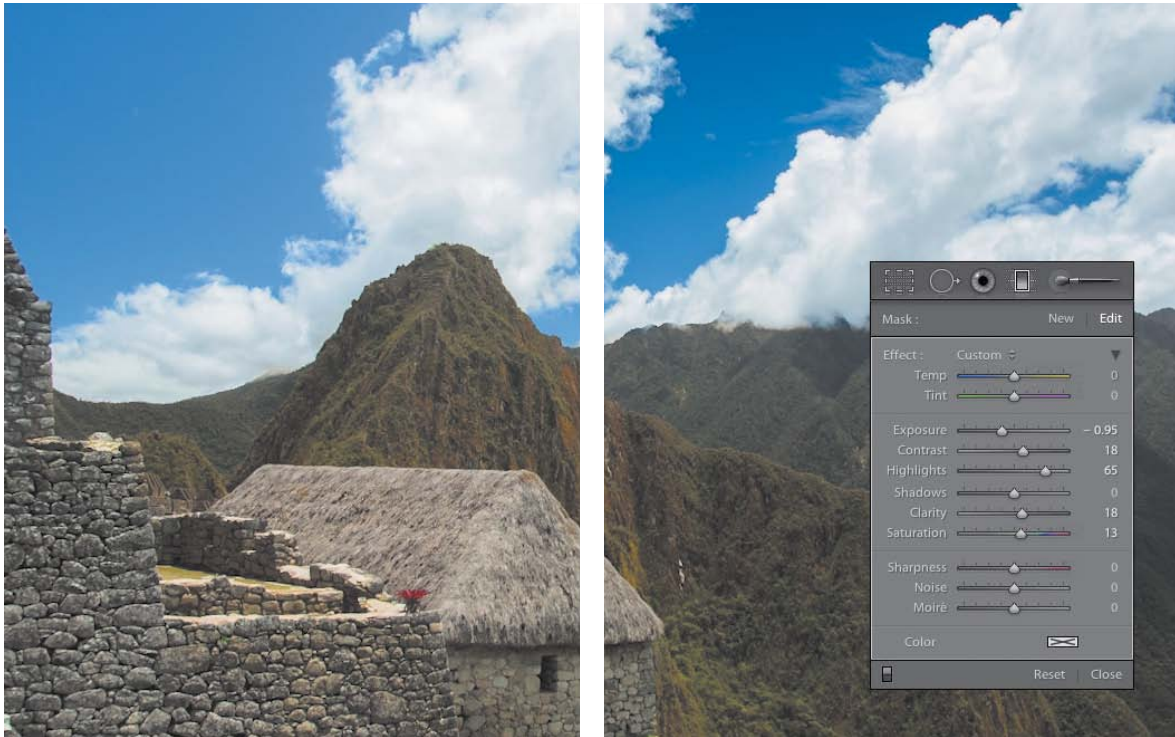 Mask : New Edit
Effect : Custom
Temp 0
Tint 0
Exposure – 0.95
Contrast 18
Highlights 65
Shadows 0
Clarity 18
Saturation 13
Sharpness 0
Noise 0
Moirè 0
Color
Reset Close